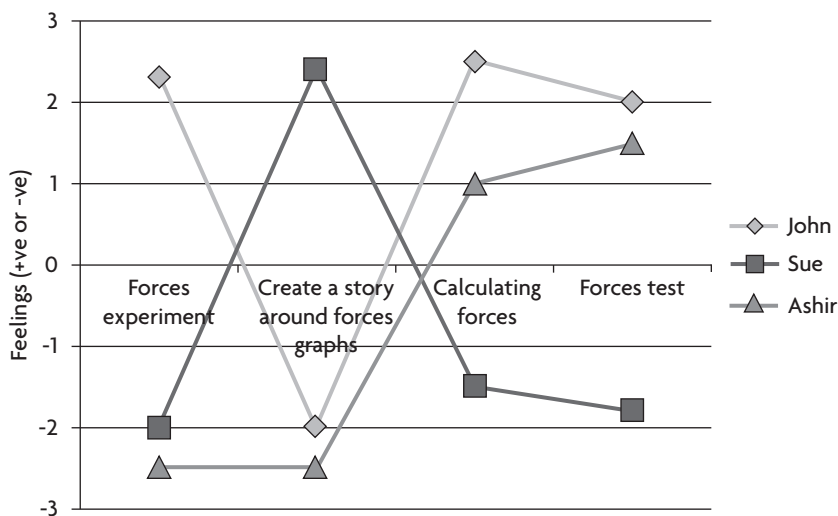 3
2
1
0
-1
-2
-3
Feelings (+ve or -ve)
Forces
experiment
Create a story
around forces
graphs
Calculating
forces
Forces test
John
Sue
Ashir